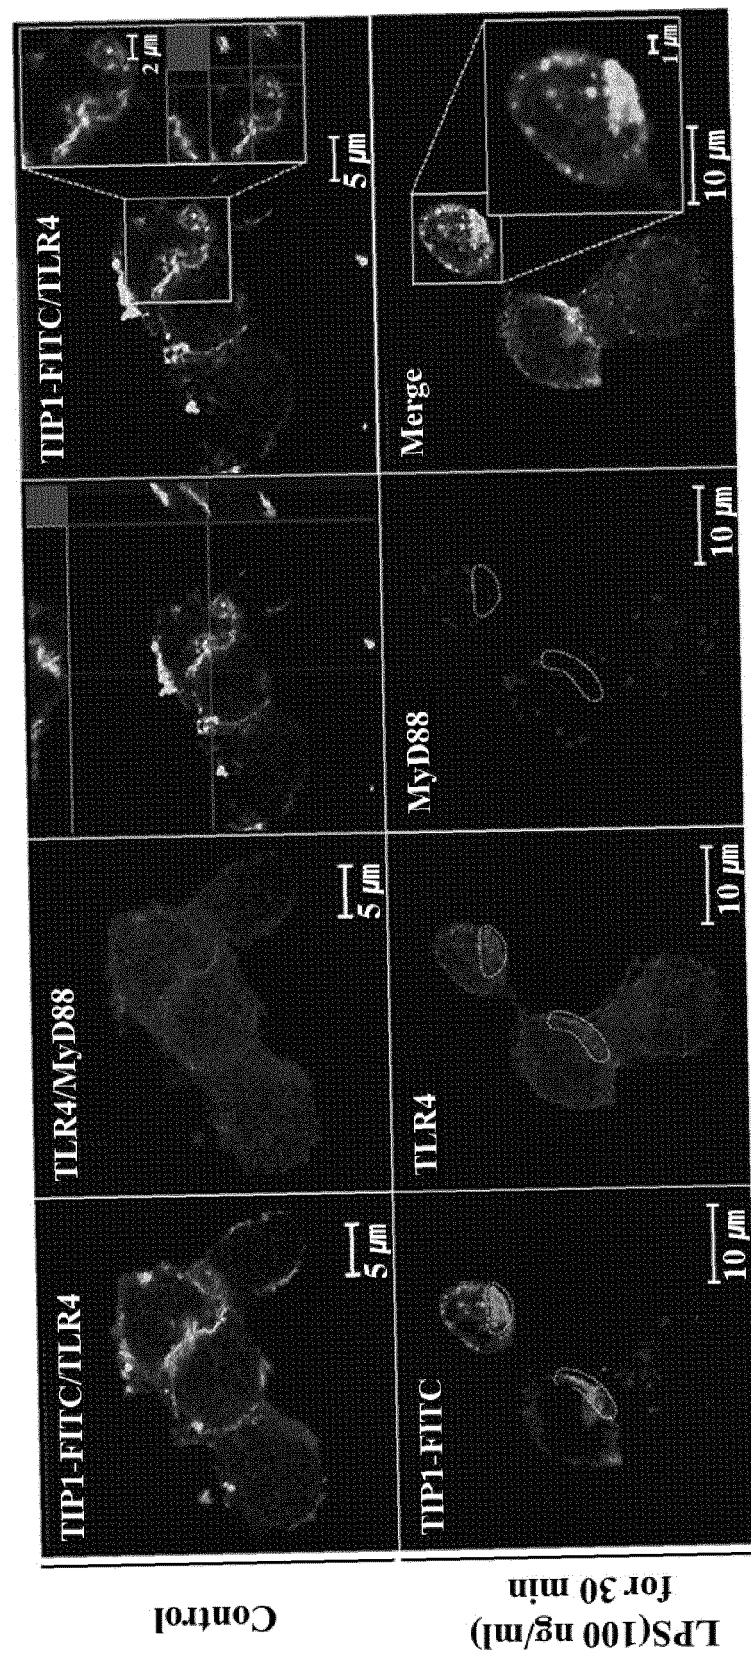 Control
TIP1-FITC/TLR4
5 μm
TLR4/MyD88
5 μm
TIP1-FITC/TLR4
5 μm
2 μm
LPS(100 ng/ml)
for 30 min
TIP1-FITC
10 μm
TLR4
10 μm
MyD88
10 μm
Merge
10 μm
1 μm